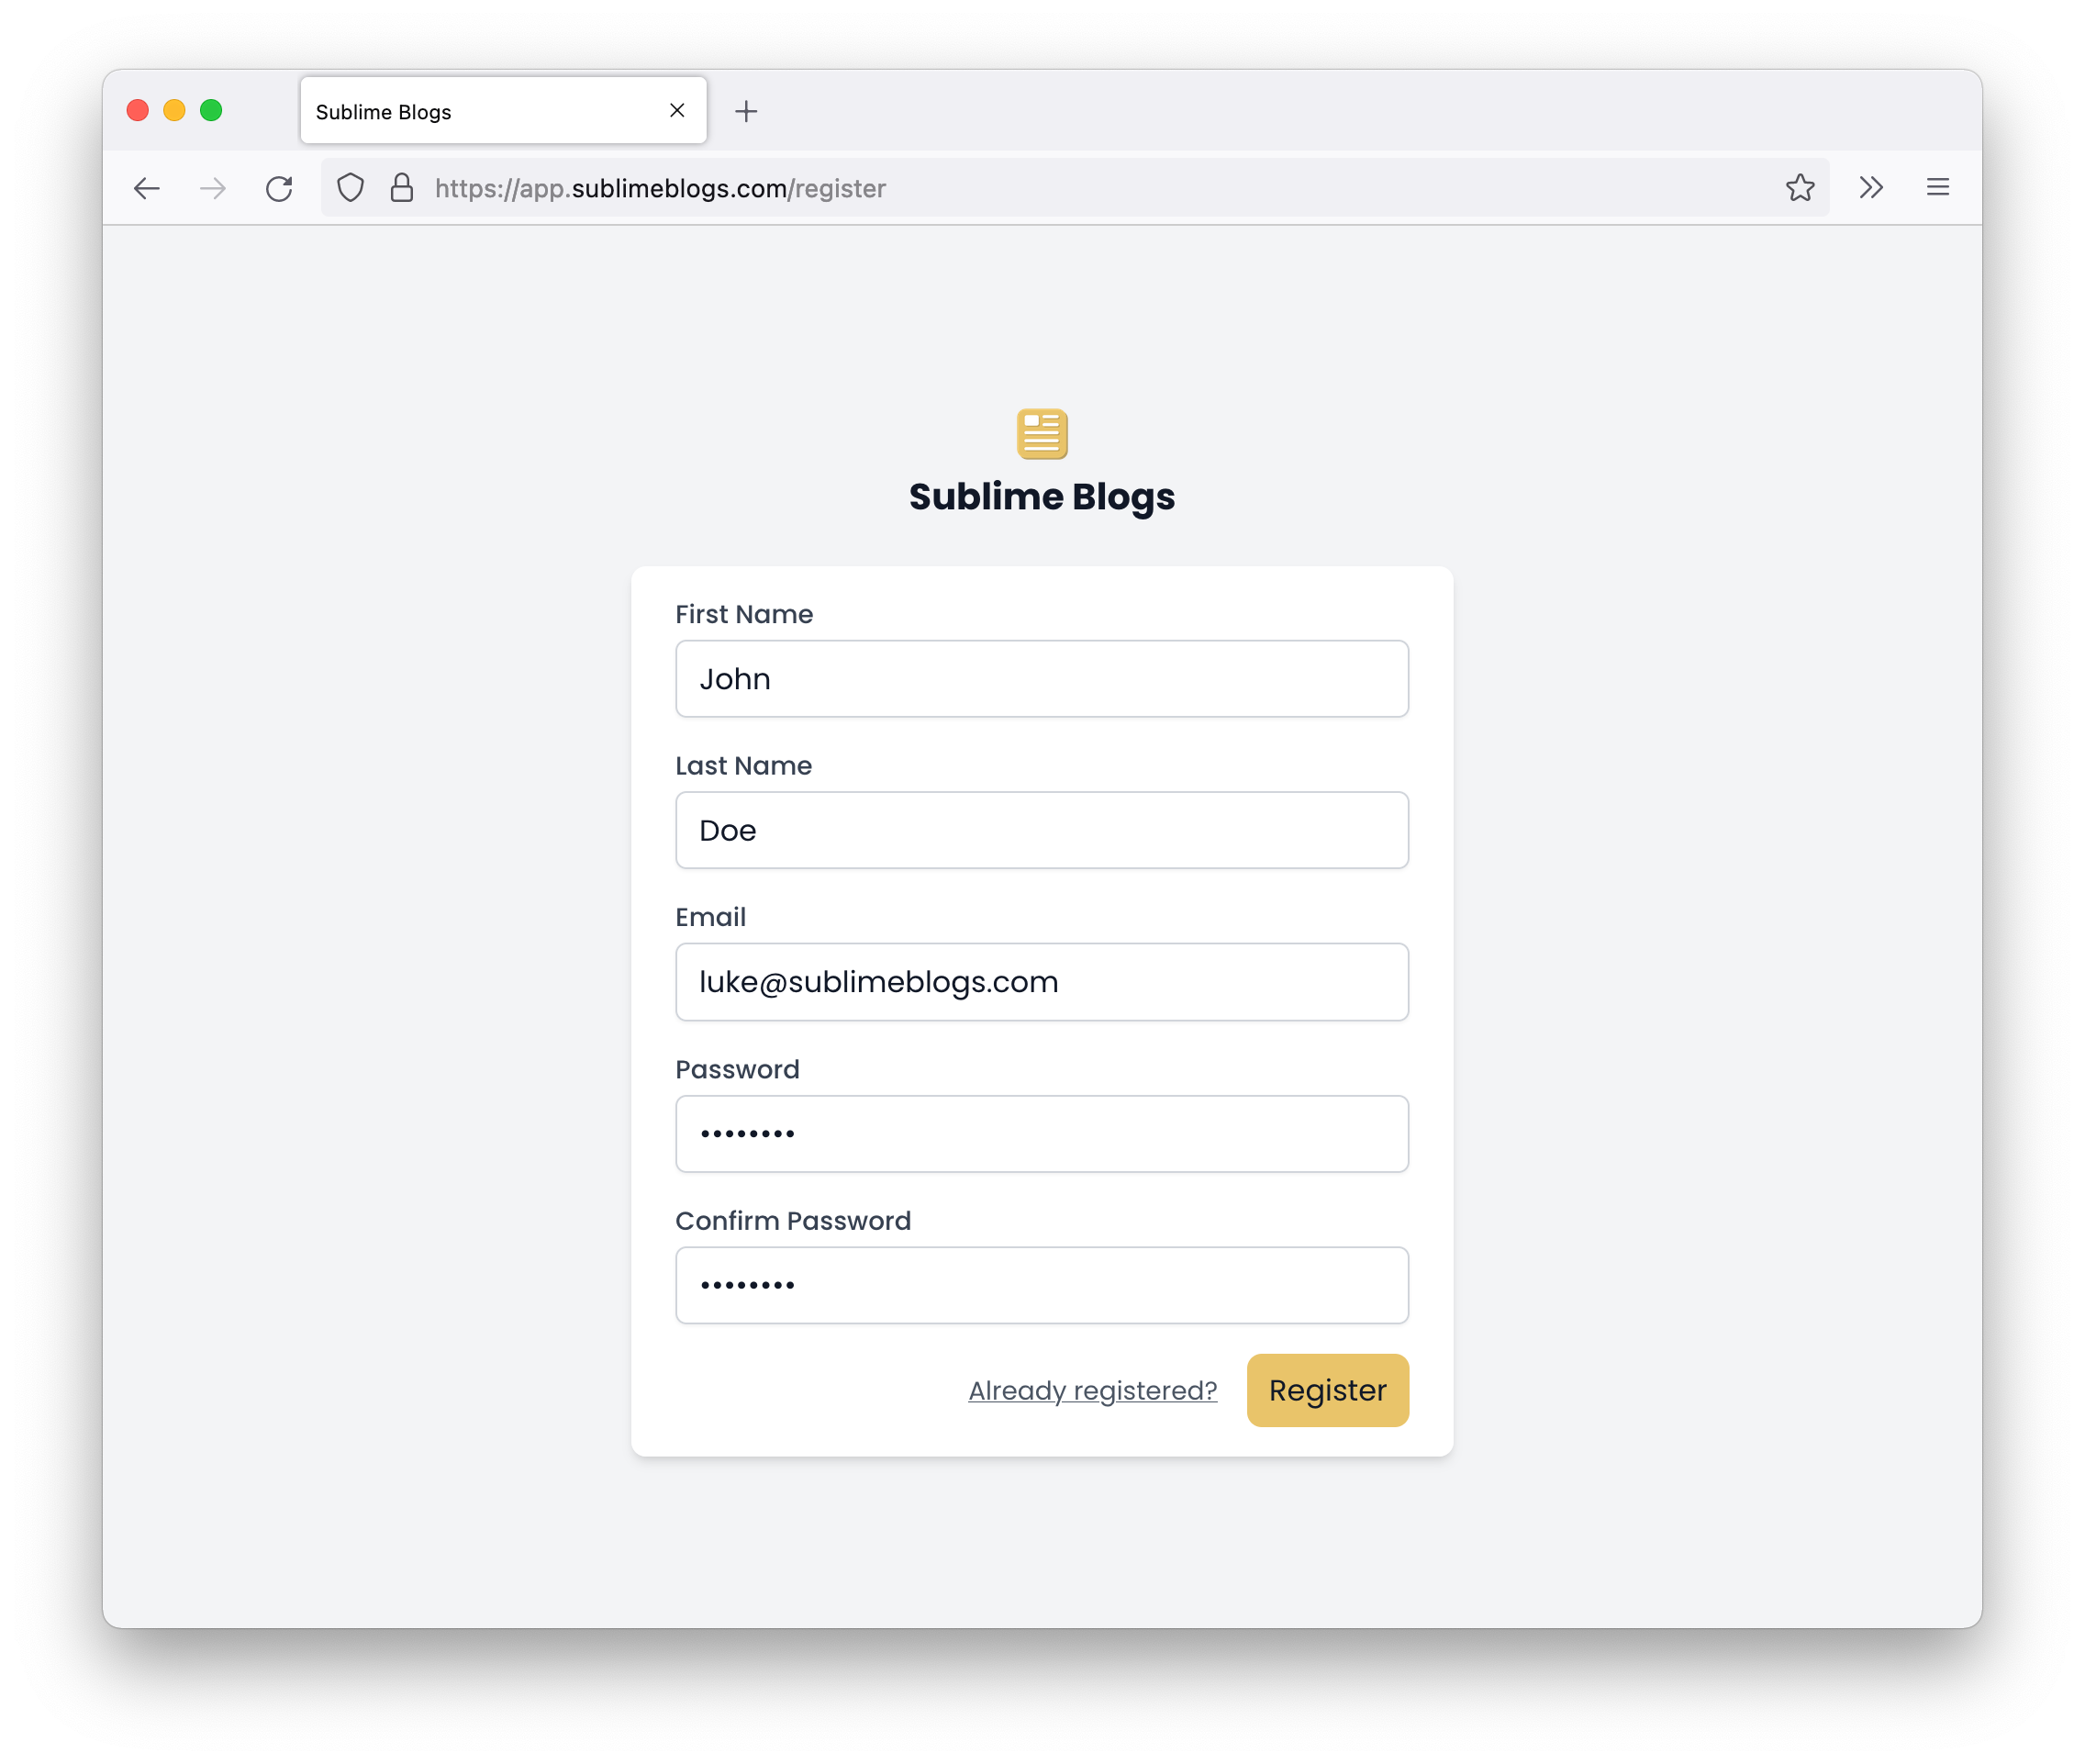 Sublime Blogs
https://app.sublimeblogs.com/register
Sublime Blogs
First Name
John
Last Name
Doe
Email
luke@sublimeblogs.com
Password
••••••••
Confirm Password
••••••••
Already registered? Register